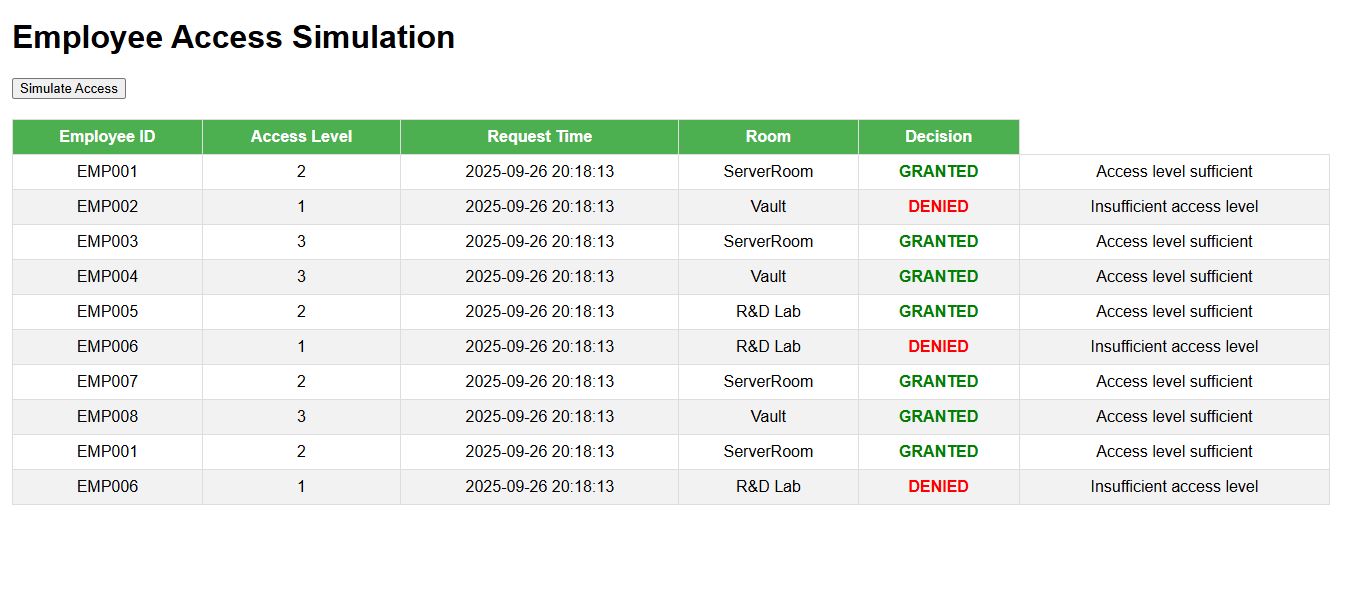 Employee Access Simulation
Simulate Access
Employee ID Access Level Request Time Room Decision
EMP001 2 2025-09-26 20:18:13 ServerRoom GRANTED Access level sufficient
EMP002 1 2025-09-26 20:18:13 Vault DENIED Insufficient access level
EMP003 3 2025-09-26 20:18:13 ServerRoom GRANTED Access level sufficient
EMP004 3 2025-09-26 20:18:13 Vault GRANTED Access level sufficient
EMP005 2 2025-09-26 20:18:13 R&D Lab GRANTED Access level sufficient
EMP006 1 2025-09-26 20:18:13 R&D Lab DENIED Insufficient access level
EMP007 2 2025-09-26 20:18:13 ServerRoom GRANTED Access level sufficient
EMP008 3 2025-09-26 20:18:13 Vault GRANTED Access level sufficient
EMP001 2 2025-09-26 20:18:13 ServerRoom GRANTED Access level sufficient
EMP006 1 2025-09-26 20:18:13 R&D Lab DENIED Insufficient access level